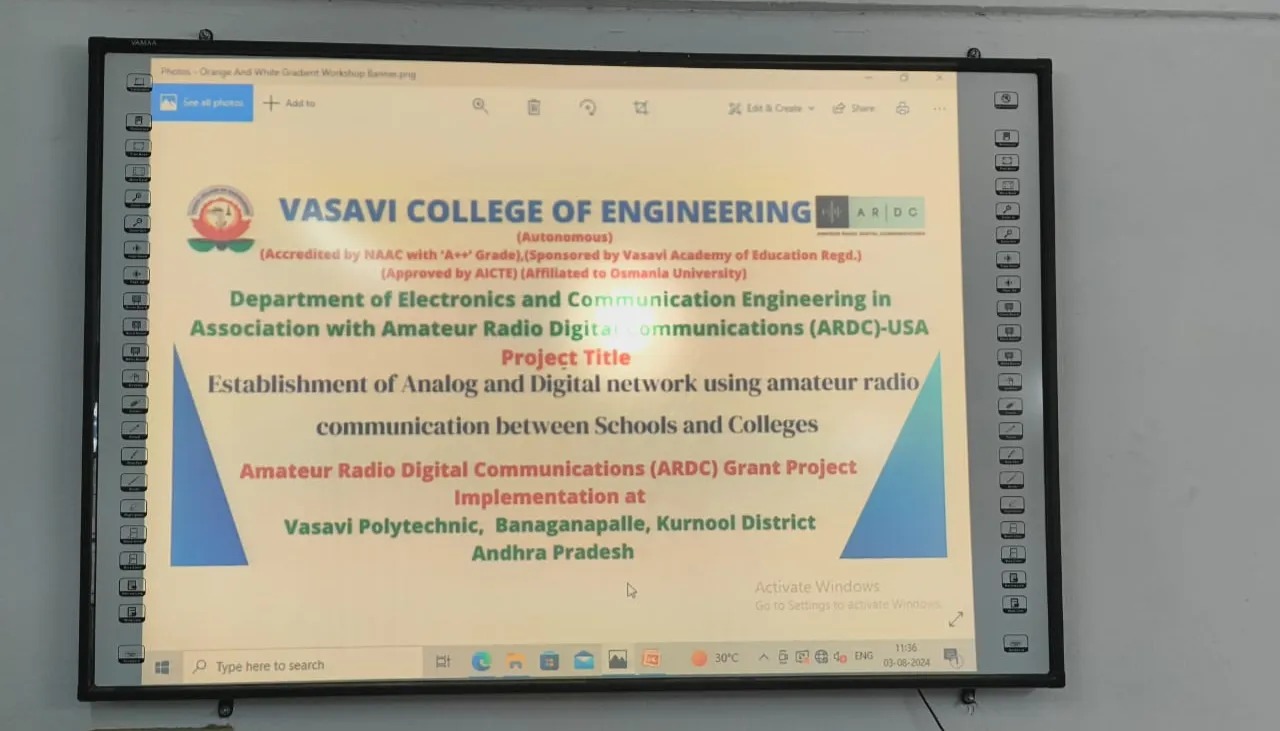 VAMAA
Photos - Orange And White Gradient Workshop Banner.png
See all photos
Add to
Edit & Create
Share
VASAVI COLLEGE OF ENGINEERING
A R D C
AMATEUR RADIO DIGITAL COMMUNICATIONS
(Autonomous)
(Accredited by NAAC with 'A++' Grade),(Sponsored by Vasavi Academy of Education Regd.)
(Approved by AICTE) (Affiliated to Osmania University)
Department of Electronics and Communication Engineering in
Association with Amateur Radio Digital Communications (ARDC)-USA
Project Title
Establishment of Analog and Digital network using amateur radio
communication between Schools and Colleges
Amateur Radio Digital Communications (ARDC) Grant Project
Implementation at
Vasavi Polytechnic, Banaganapalle, Kurnool District
Andhra Pradesh
Activate Windows
Go to Settings to activate Windows.
Type here to search
30°C
ENG
11:36
03-08-2024